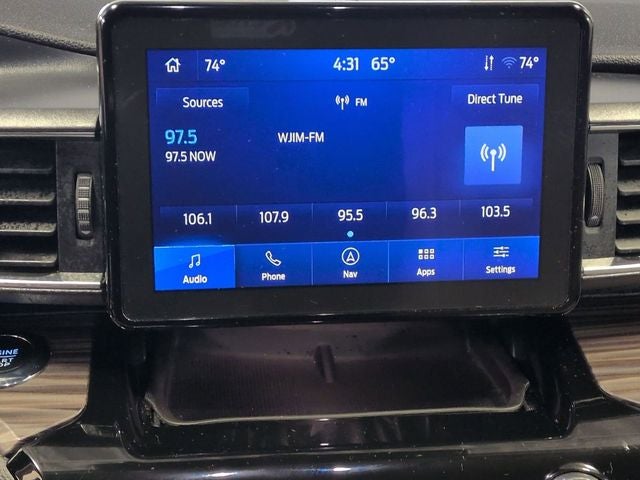 74° 4:31 65° 74°
Sources FM Direct Tune
97.5 WJIM-FM
97.5 NOW
106.1 107.9 95.5 96.3 103.5
Audio Phone Nav Apps Settings